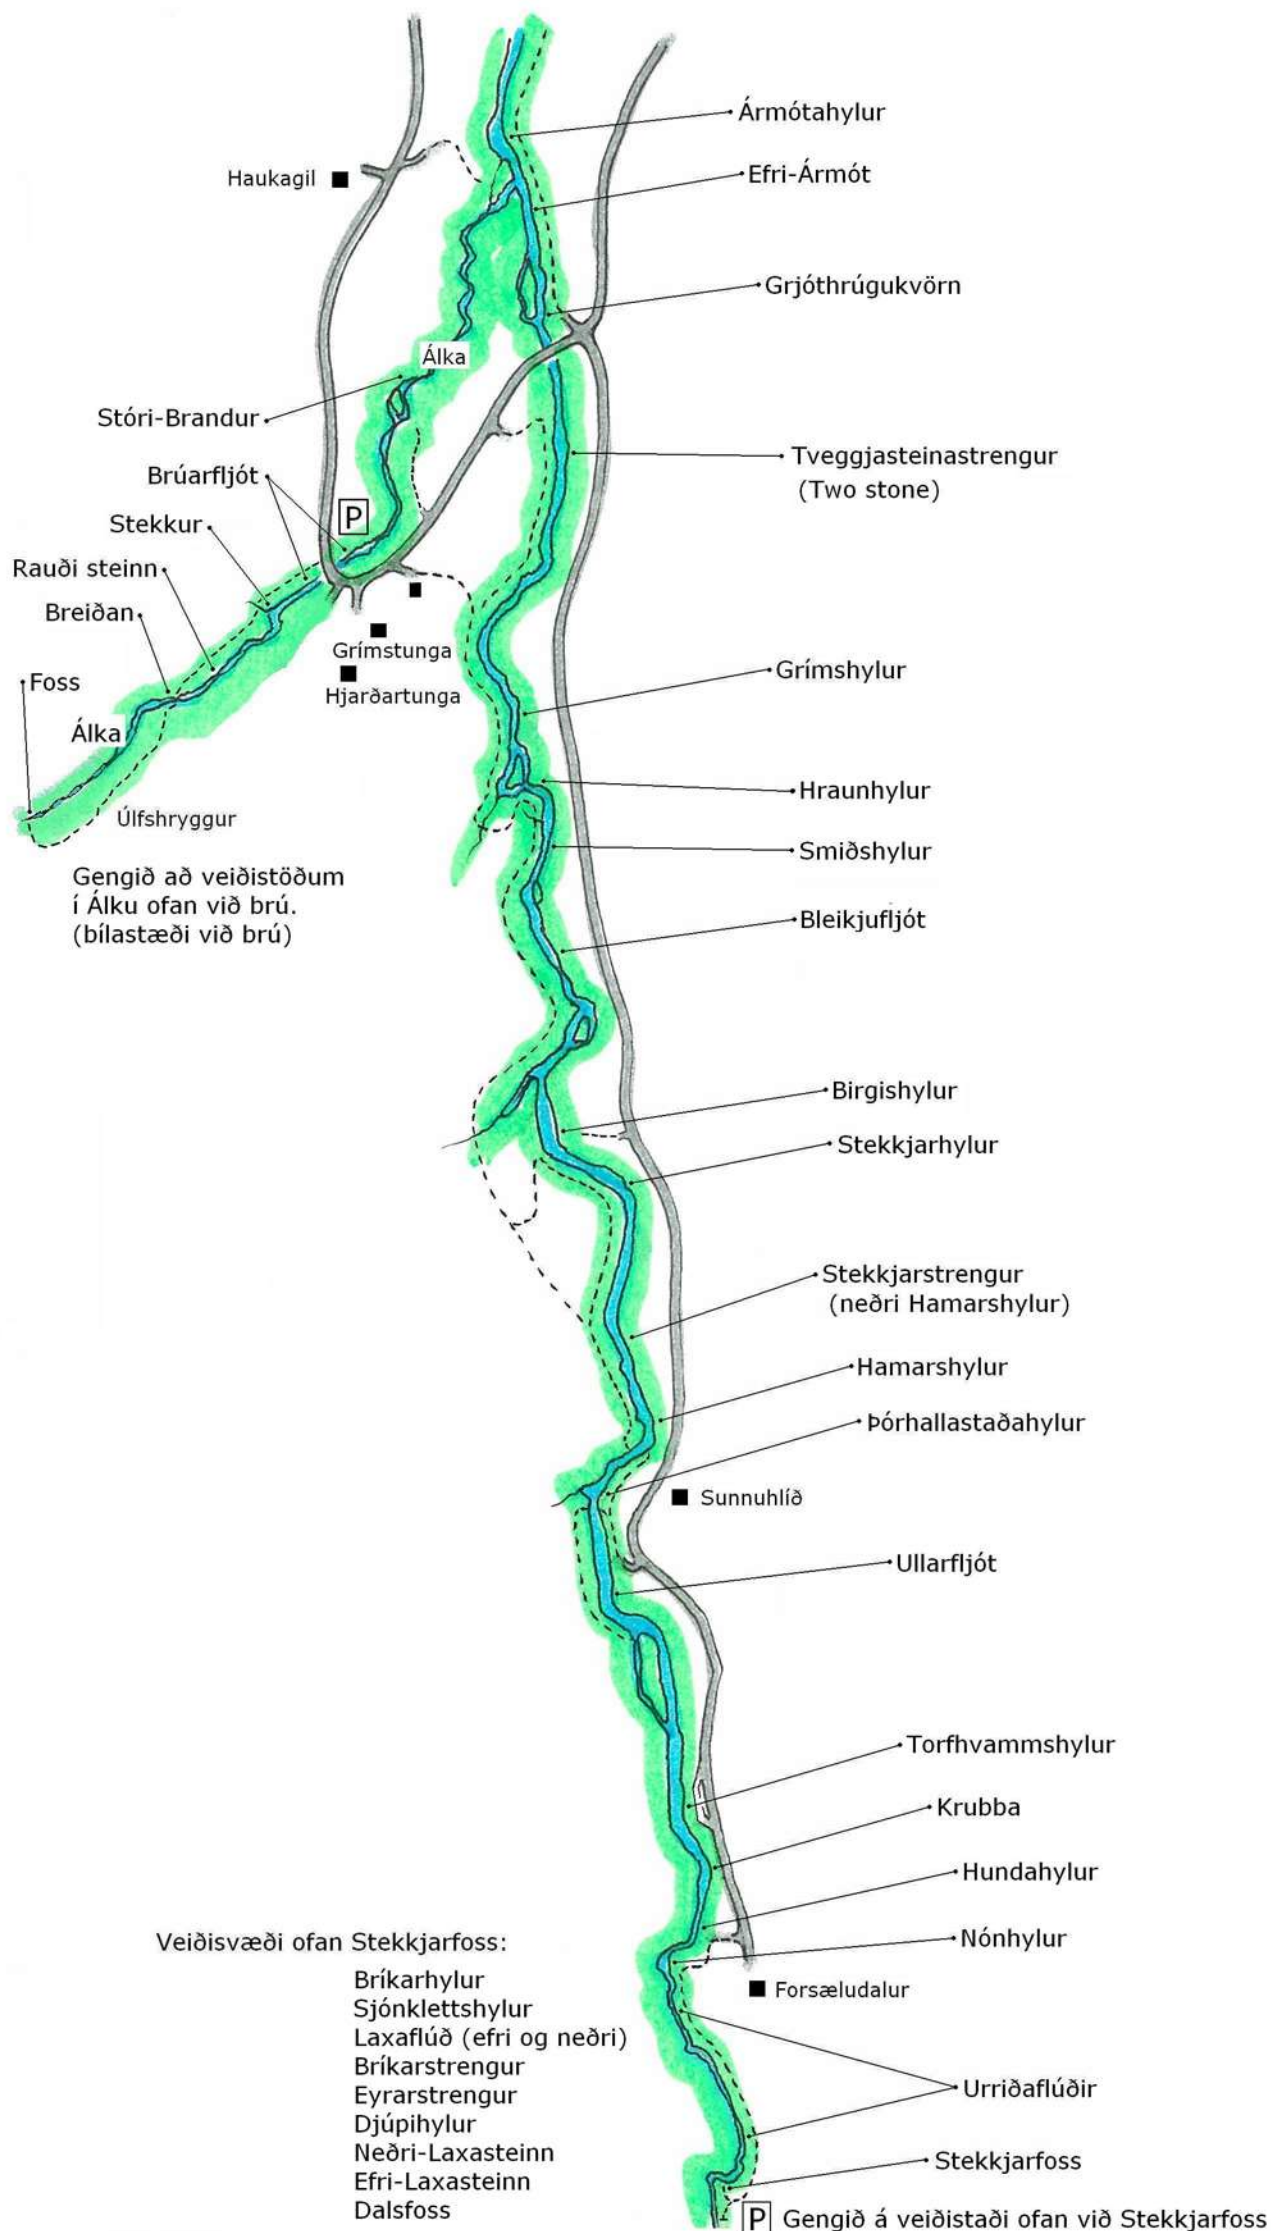 Ármótahylur
Efri-Ármót
Haukagil
Grjóthrúgukvörn
Álka
Stóri-Brandur
Tveggjasteinastrengur
(Two stone)
Brúarfljót
P
Stekkur
Rauði steinn
Breiðan
Grímstunga
Grímshylur
Foss
Hjarðartunga
Álka
Hraunhylur
Úlfshryggur
Smiðshylur
Gengið að veiðistöðum
í Álku ofan við brú.
(bílastæði við brú)
Bleikjufljót
Birgishylur
Stekkjarhylur
Stekkjarstrengur
(neðri Hamarshylur)
Hamarshylur
Þórhallastaðahylur
Sunnuhlíð
Ullarfljót
Torfhvammshylur
Krubba
Hundahylur
Nónhylur
Forsæludalur
Veiðisvæði ofan Stekkjarfoss:
Bríkarhylur
Sjónklettshylur
Laxaflúð (efri og neðri)
Bríkarstrengur
Eyrarstrengur
Djúpihylur
Neðri-Laxasteinn
Efri-Laxasteinn
Dalsfoss
Urriðaflúðir
Stekkjarfoss
P Gengið á veiðistaði ofan við Stekkjarfoss